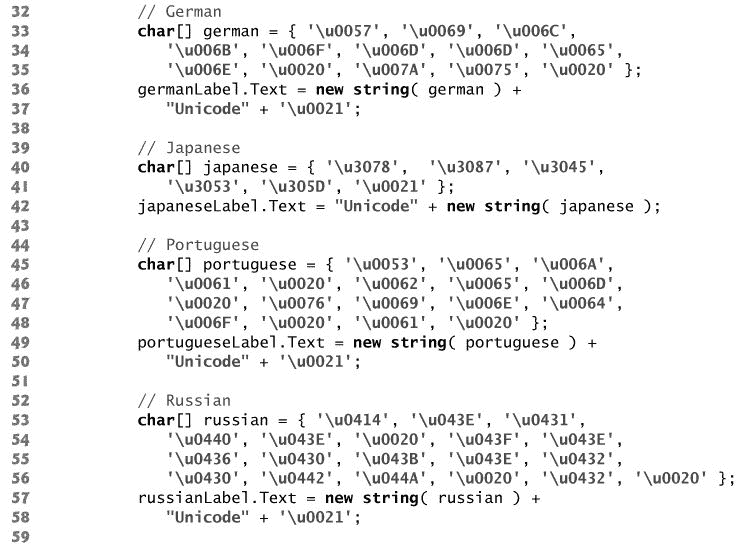 32 // German
33 char[] german = { '\u0057', '\u0069', '\u006C',
34 '\u006B', '\u006F', '\u006D', '\u006D', '\u0065',
35 '\u006E', '\u0020', '\u007A', '\u0075', '\u0020' };
36 germanLabel.Text = new string( german ) +
37 "Unicode" + '\u0021';
38
39 // Japanese
40 char[] japanese = { '\u3078', '\u3087', '\u3045',
41 '\u3053', '\u305D', '\u0021' };
42 japaneseLabel.Text = "Unicode" + new string( japanese );
43
44 // Portuguese
45 char[] portuguese = { '\u0053', '\u0065', '\u006A',
46 '\u0061', '\u0020', '\u0062', '\u0065', '\u006D',
47 '\u0020', '\u0076', '\u0069', '\u006E', '\u0064',
48 '\u006F', '\u0020', '\u0061', '\u0020' };
49 portugueseLabel.Text = new string( portuguese ) +
50 "Unicode" + '\u0021';
51
52 // Russian
53 char[] russian = { '\u0414', '\u043E', '\u0431',
54 '\u0440', '\u043E', '\u0020', '\u043F', '\u043E',
55 '\u0436', '\u0430', '\u043B', '\u043E', '\u0432',
56 '\u0430', '\u0442', '\u044A', '\u0020', '\u0432', '\u0020' };
57 russianLabel.Text = new string( russian ) +
58 "Unicode" + '\u0021';
59